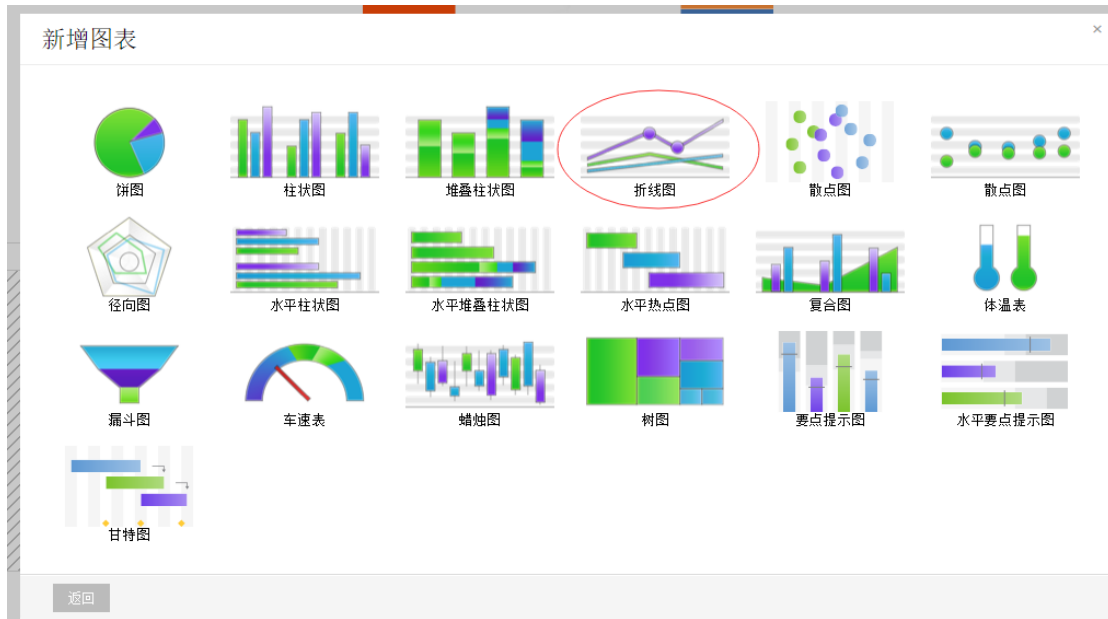 新增图表
×
饼图
柱状图
堆叠柱状图
折线图
散点图
散点图
径向图
水平柱状图
水平堆叠柱状图
水平热点图
复合图
体温表
漏斗图
车速表
蜡烛图
树图
要点提示图
水平要点提示图
甘特图
返回